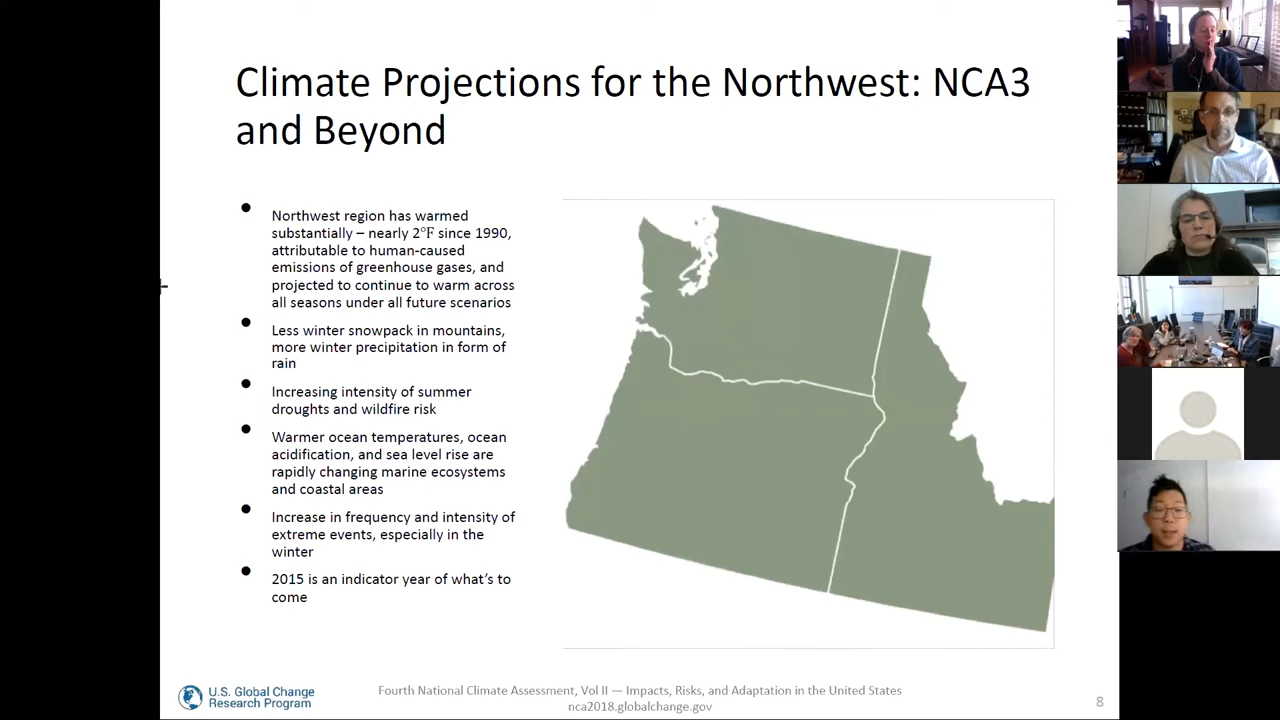 Climate Projections for the Northwest: NCA3
and Beyond
Northwest region has warmed
substantially – nearly 2°F since 1990,
attributable to human-caused
emissions of greenhouse gases, and
projected to continue to warm across
all seasons under all future scenarios
Less winter snowpack in mountains,
more winter precipitation in form of
rain
Increasing intensity of summer
droughts and wildfire risk
Warmer ocean temperatures, ocean
acidification, and sea level rise are
rapidly changing marine ecosystems
and coastal areas
Increase in frequency and intensity of
extreme events, especially in the
winter
2015 is an indicator year of what's to
come
U.S. Global Change
Research Program
Fourth National Climate Assessment, Vol II — Impacts, Risks, and Adaptation in the United States
nca2018.globalchange.gov
8